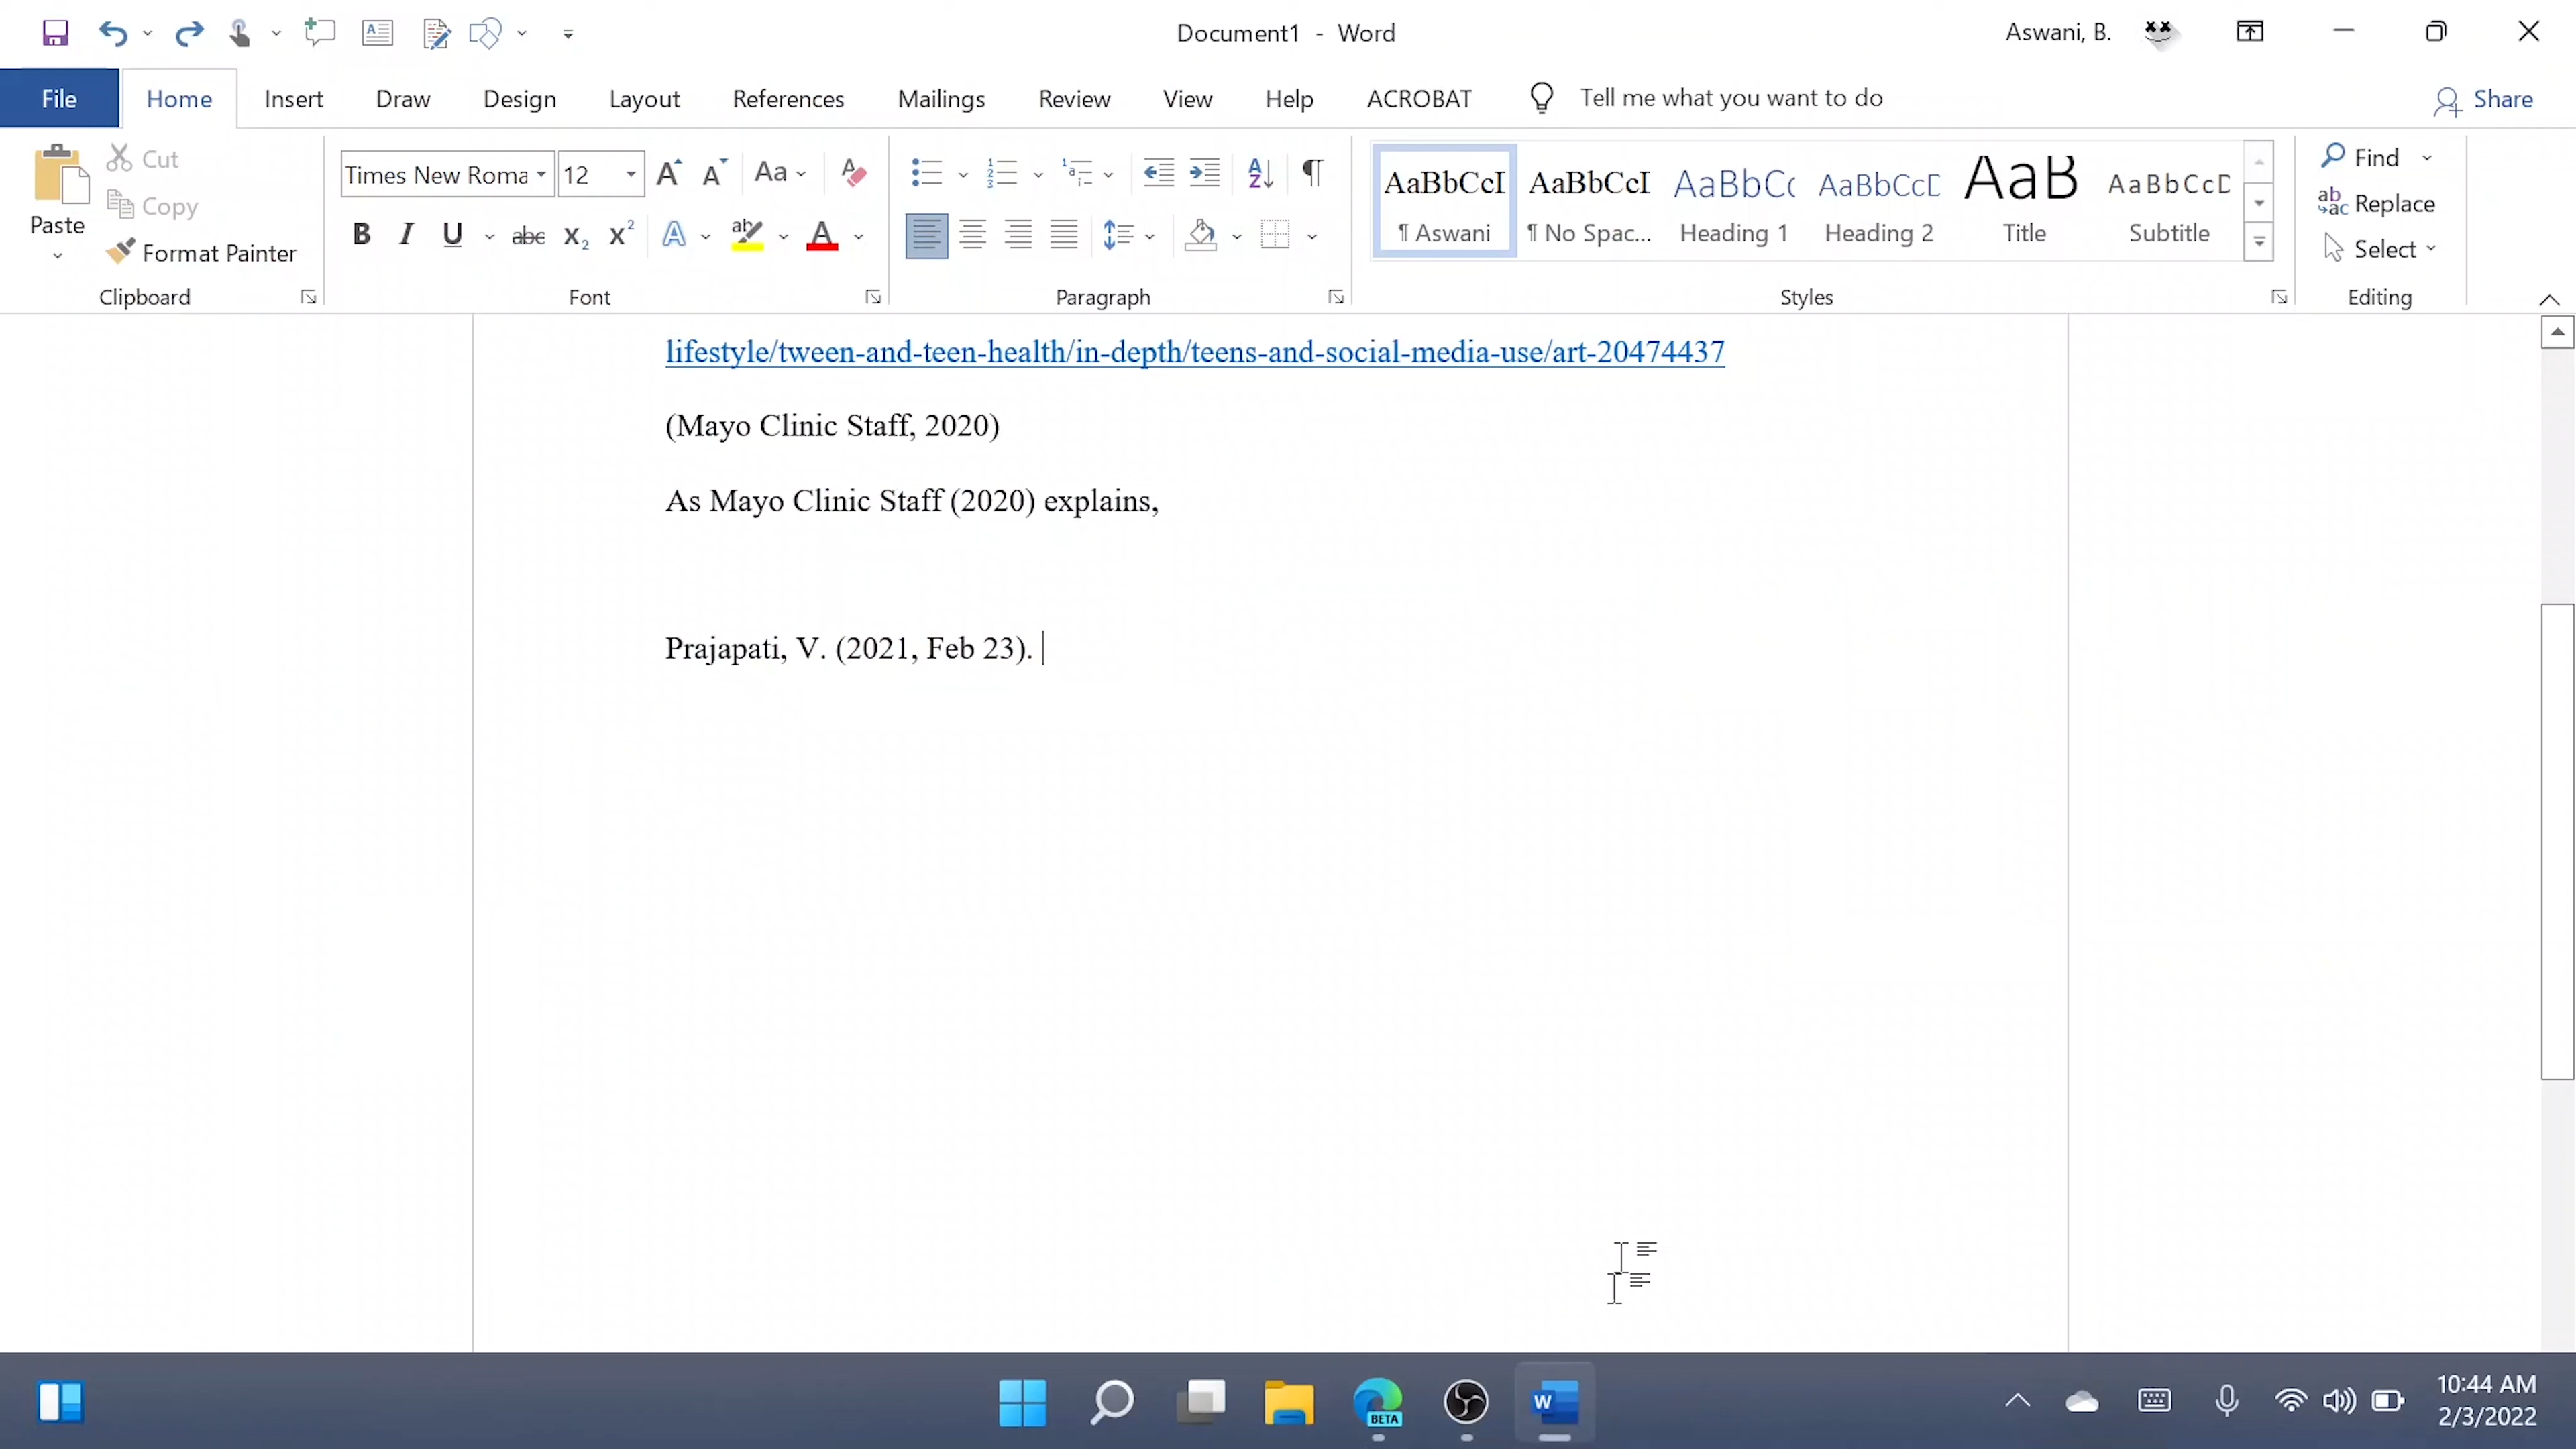 Document1 - Word
Aswani, B.
File Home Insert Draw Design Layout References Mailings Review View Help ACROBAT Tell me what you want to do Share
Paste
Cut
Copy
Format Painter
Clipboard
Times New Roma 12
Font
Paragraph
AaBbCcI AaBbCcI AaBbCc AaBbCcD AaB AaBbCcD
¶ Aswani ¶ No Spac... Heading 1 Heading 2 Title Subtitle
Styles
Find
Replace
Select
Editing
lifestyle/tween-and-teen-health/in-depth/teens-and-social-media-use/art-20474437
(Mayo Clinic Staff, 2020)
As Mayo Clinic Staff (2020) explains,
Prajapati, V. (2021, Feb 23).
BETA
10:44 AM
2/3/2022